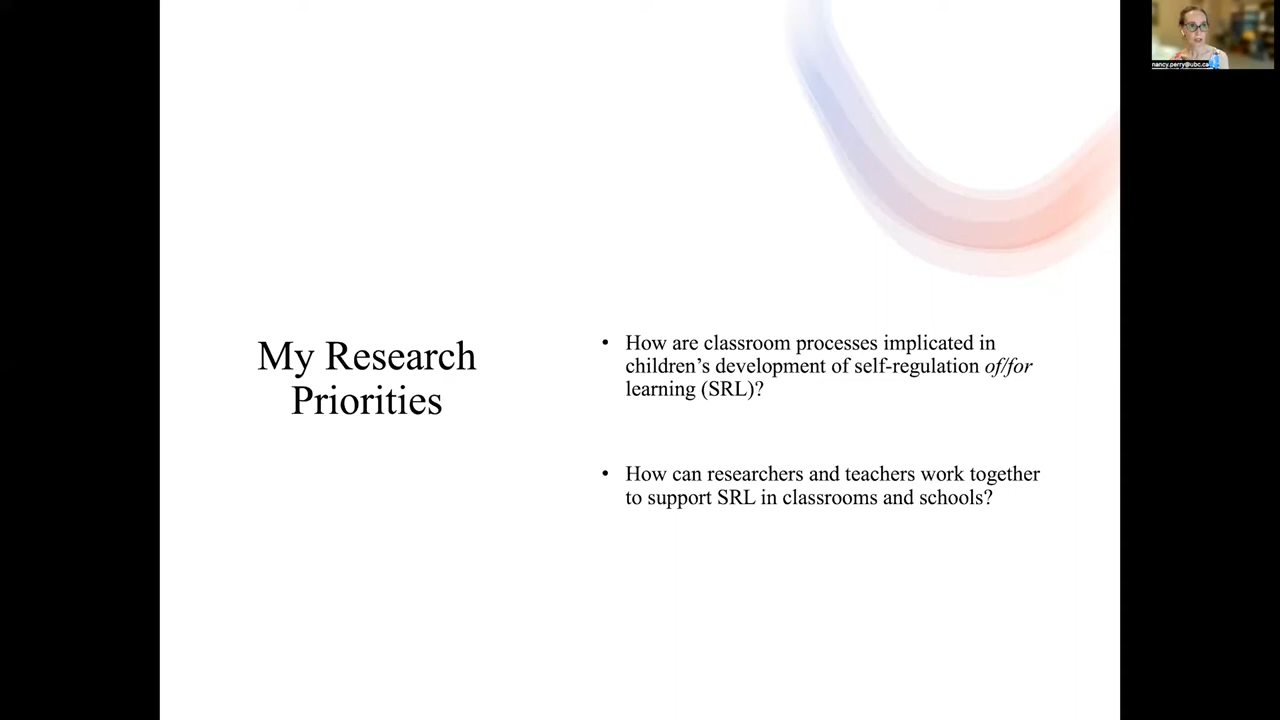 nancy.perry@ubc.ca
My Research
Priorities
• How are classroom processes implicated in
children’s development of self-regulation of/for
learning (SRL)?
• How can researchers and teachers work together
to support SRL in classrooms and schools?